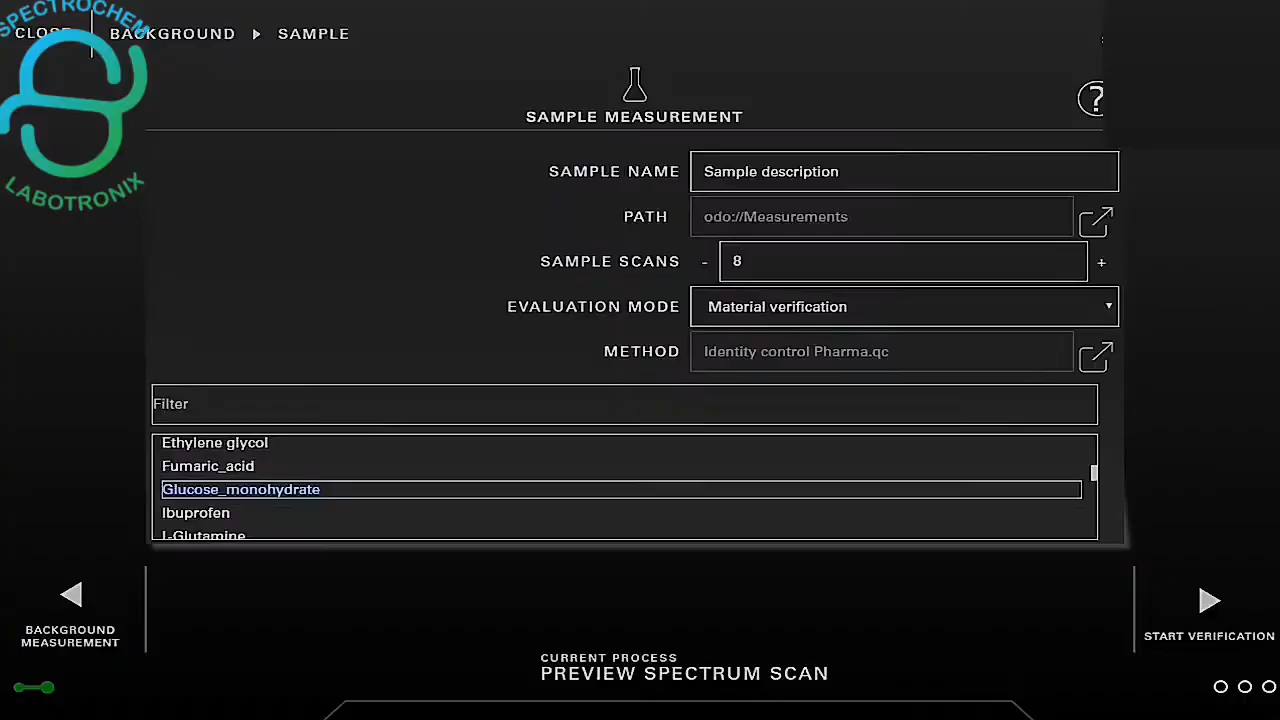 SPECTROCHEM
LABOTRONIX
CLOSE BACKGROUND SAMPLE
SAMPLE MEASUREMENT
?
SAMPLE NAME Sample description
PATH odo://Measurements
SAMPLE SCANS - 8 +
EVALUATION MODE Material verification
METHOD Identity control Pharma.qc
Filter
Ethylene glycol
Fumaric_acid
Glucose_monohydrate
Ibuprofen
L-Glutamine
BACKGROUND
MEASUREMENT
START VERIFICATION
CURRENT PROCESS
PREVIEW SPECTRUM SCAN